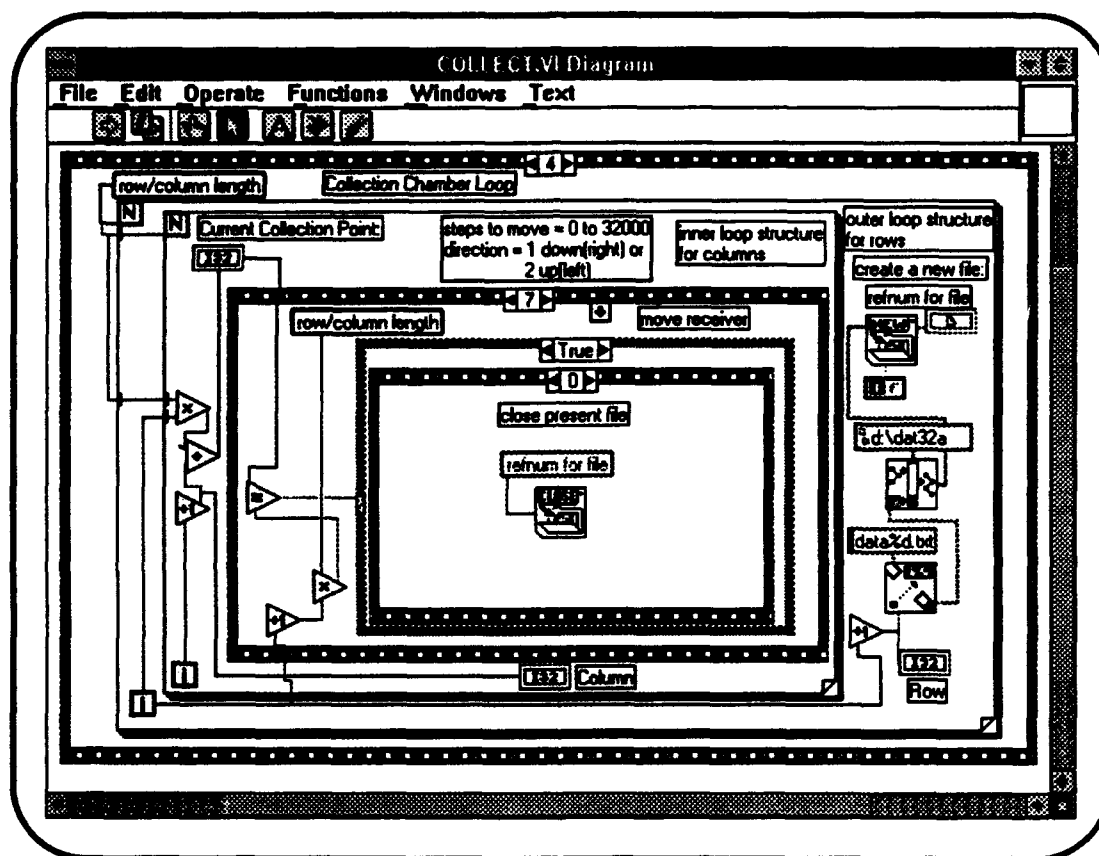 COLLECT.VI Diagram
File Edit Operate Functions Windows Text
4
row/column length
Collection Chamber Loop
N
N
Current Collection Point
I32
steps to move = 0 to 32000
direction = 1 down(right) or
2 up(left)
inner loop structure
for columns
outer loop structure
for rows
create a new file:
refnum for file
7
row/column length
move receiver
True
0
close present file
refnum for file
d:\dat32a
data%d.txt
+1
+1
+1
i
i
I32 Column
I32
Row